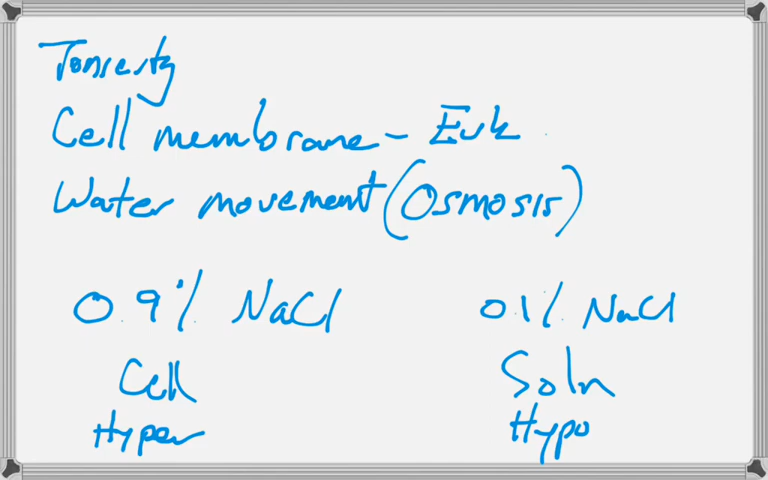 Tonicity
Cell membrane - Euk
Water movement (Osmosis)
0.9% NaCl 0.1% NaCl
Cell Soln
Hyper Hypo